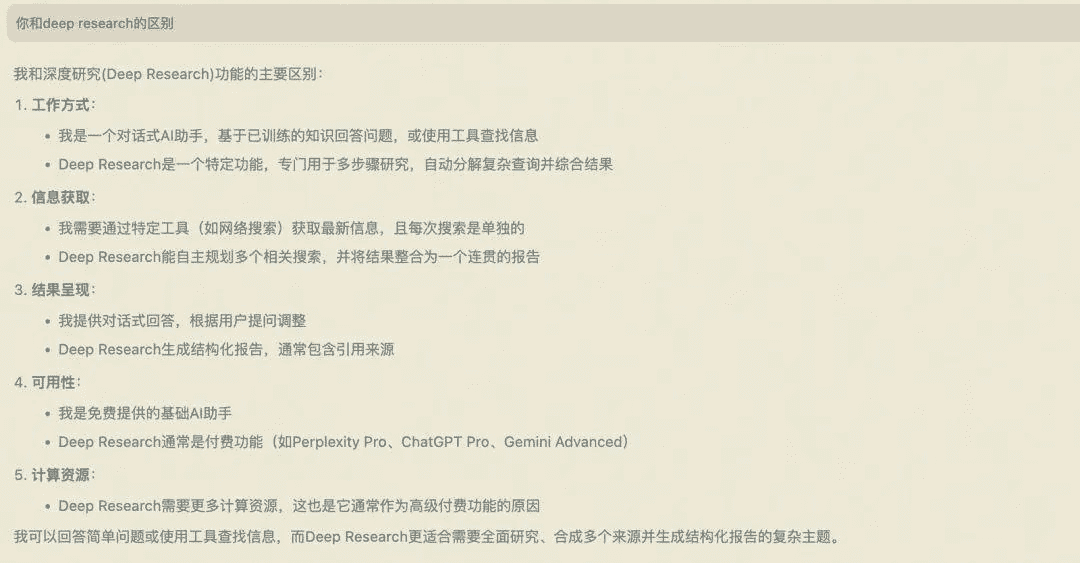 你和deep research的区别
我和深度研究(Deep Research)功能的主要区别：
1. 工作方式：
• 我是一个对话式AI助手，基于已训练的知识回答问题，或使用工具查找信息
• Deep Research是一个特定功能，专门用于多步骤研究，自动分解复杂查询并综合结果
2. 信息获取：
• 我需要通过特定工具（如网络搜索）获取最新信息，且每次搜索是单独的
• Deep Research能自主规划多个相关搜索，并将结果整合为一个连贯的报告
3. 结果呈现：
• 我提供对话式回答，根据用户提问调整
• Deep Research生成结构化报告，通常包含引用来源
4. 可用性：
• 我是免费提供的基础AI助手
• Deep Research通常是付费功能（如Perplexity Pro、ChatGPT Pro、Gemini Advanced）
5. 计算资源：
• Deep Research需要更多计算资源，这也是它通常作为高级付费功能的原因
我可以回答简单问题或使用工具查找信息，而Deep Research更适合需要全面研究、合成多个来源并生成结构化报告的复杂主题。